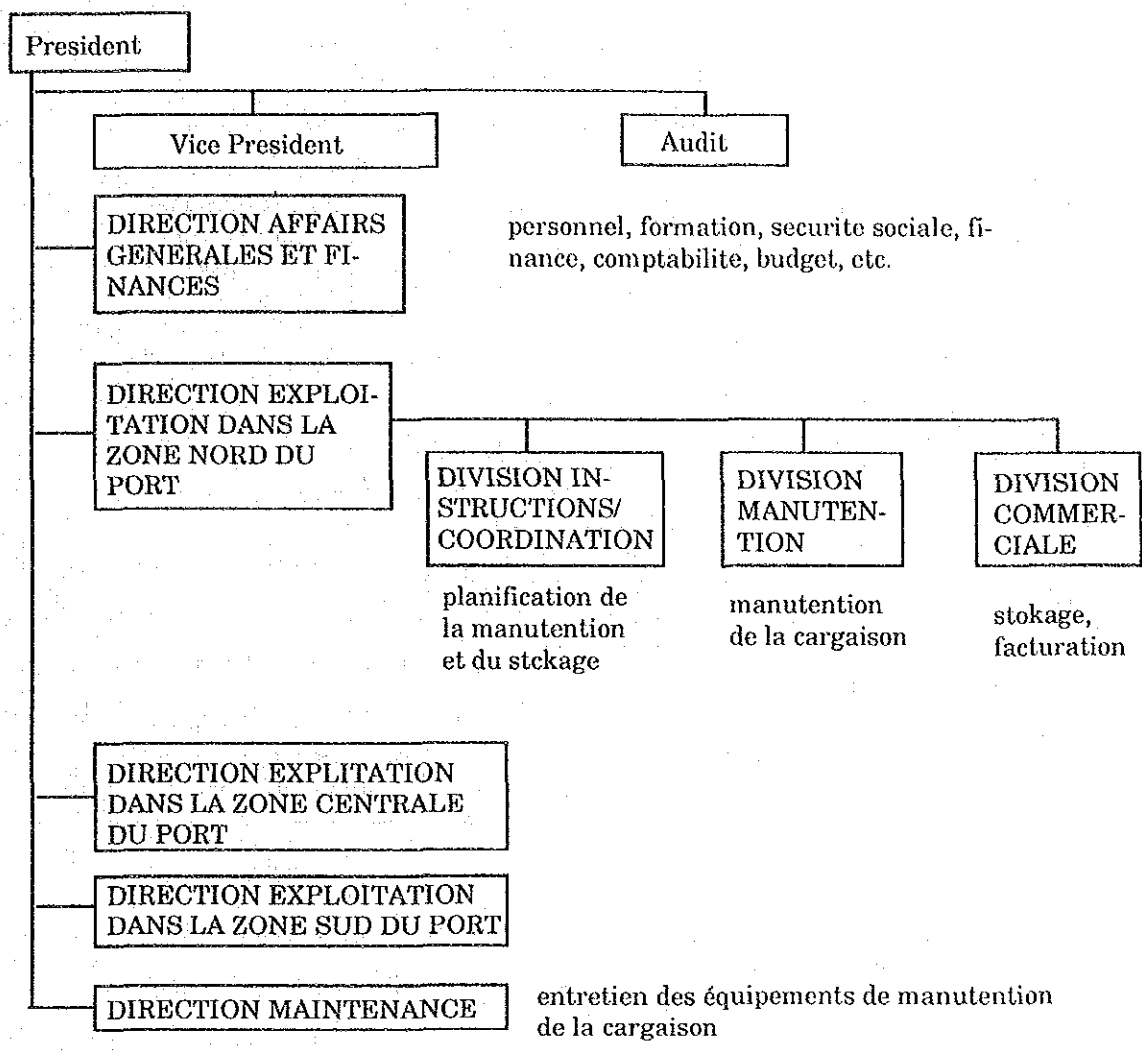 President
Vice President
Audit
DIRECTION AFFAIRS
GENERALES ET FI-
NANCES
personnel, formation, securite sociale, fi-
nance, comptabilite, budget, etc.
DIRECTION EXPLOI-
TATION DANS LA
ZONE NORD DU
PORT
DIVISION IN-
STRUCTIONS/
COORDINATION
planification de
la manutention
et du stckage
DIVISION
MANUTEN-
TION
manutention
de la cargaison
DIVISION
COMMER-
CIALE
stokage,
facturation
DIRECTION EXPLITATION
DANS LA ZONE CENTRALE
DU PORT
DIRECTION EXPLOITATION
DANS LA ZONE SUD DU PORT
DIRECTION MAINTENANCE
entretien des équipements de manutention
de la cargaison